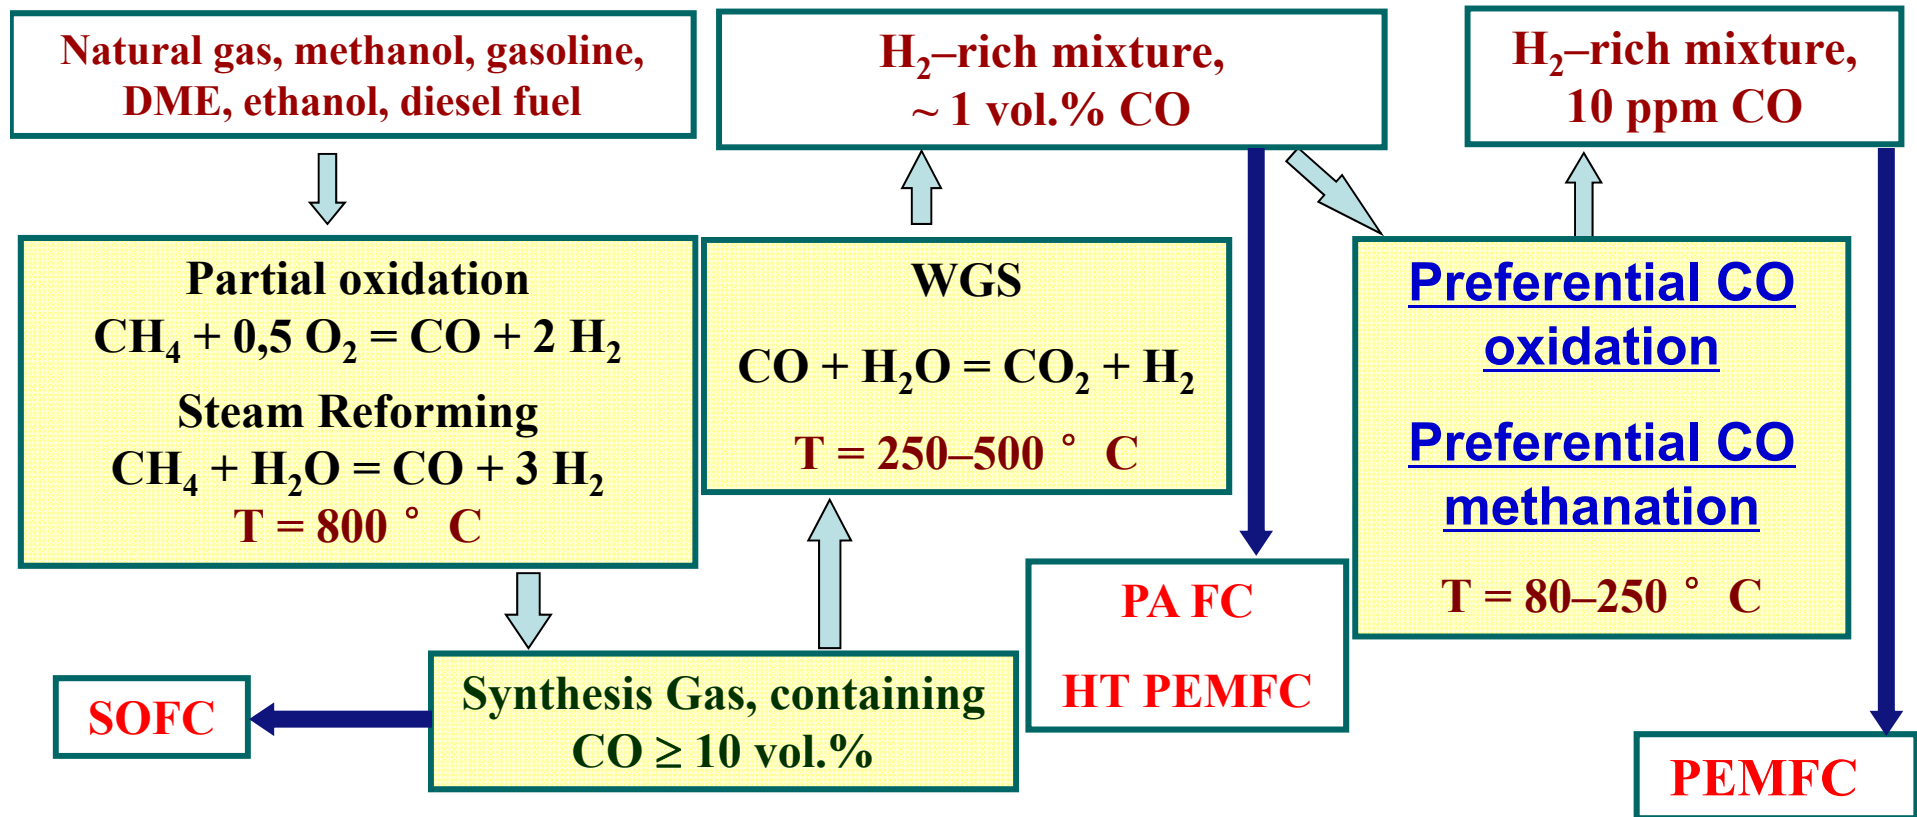 Natural gas, methanol, gasoline,
DME, ethanol, diesel fuel
H₂–rich mixture,
~ 1 vol.% CO
H₂–rich mixture,
10 ppm CO
Partial oxidation
CH₄ + 0,5 O₂ = CO + 2 H₂
Steam Reforming
CH₄ + H₂O = CO + 3 H₂
T = 800 ° C
WGS
CO + H₂O = CO₂ + H₂
T = 250–500 ° C
Preferential CO
oxidation
Preferential CO
methanation
T = 80–250 ° C
PA FC
HT PEMFC
SOFC
Synthesis Gas, containing
CO ≥ 10 vol.%
PEMFC